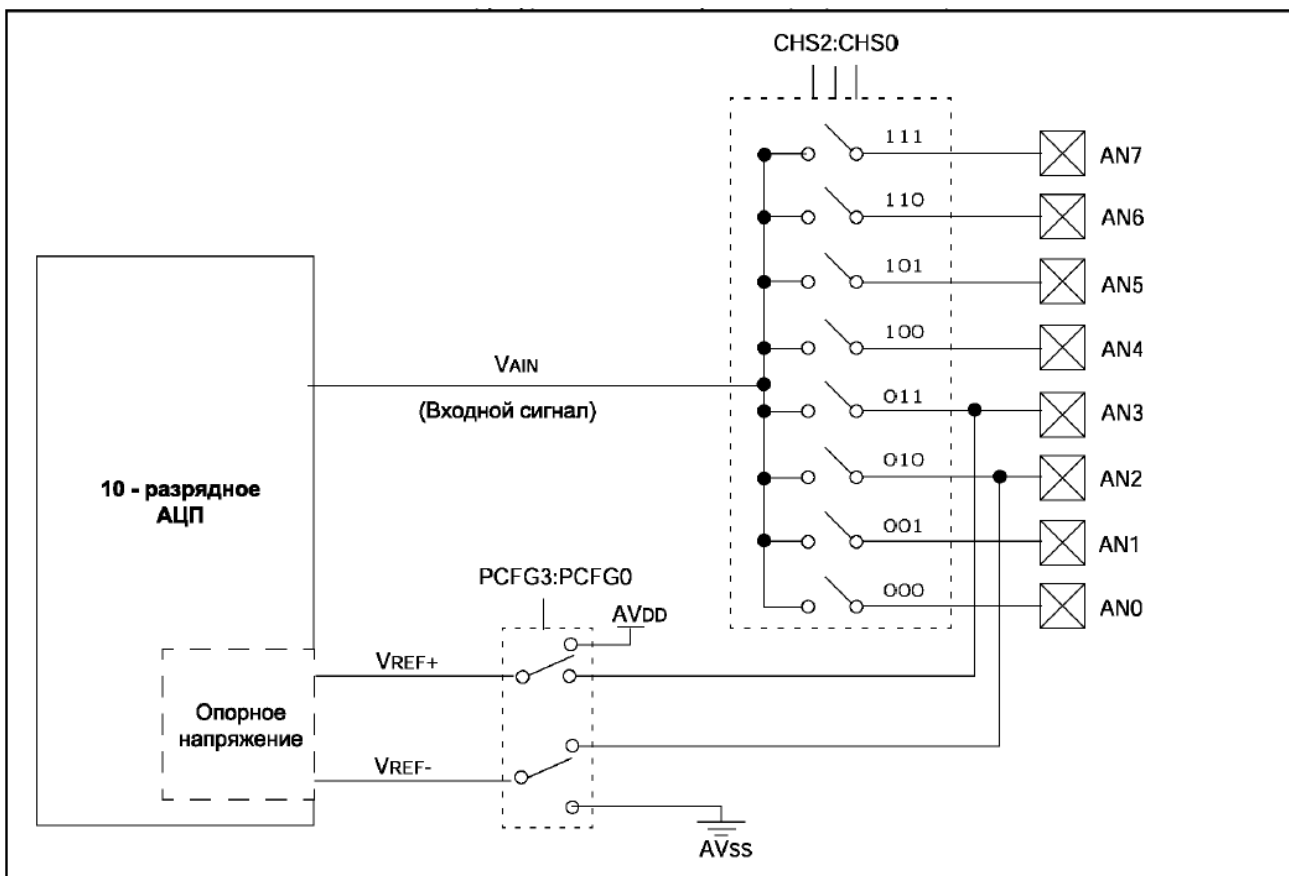 CHS2:CHS0
111
AN7
110
AN6
101
AN5
100
AN4
VAIN
(Входной сигнал)
011
AN3
010
AN2
10 - разрядное
АЦП
001
AN1
PCFG3:PCFG0
000
AN0
AVDD
VREF+
Опорное
напряжение
VREF-
AVSS